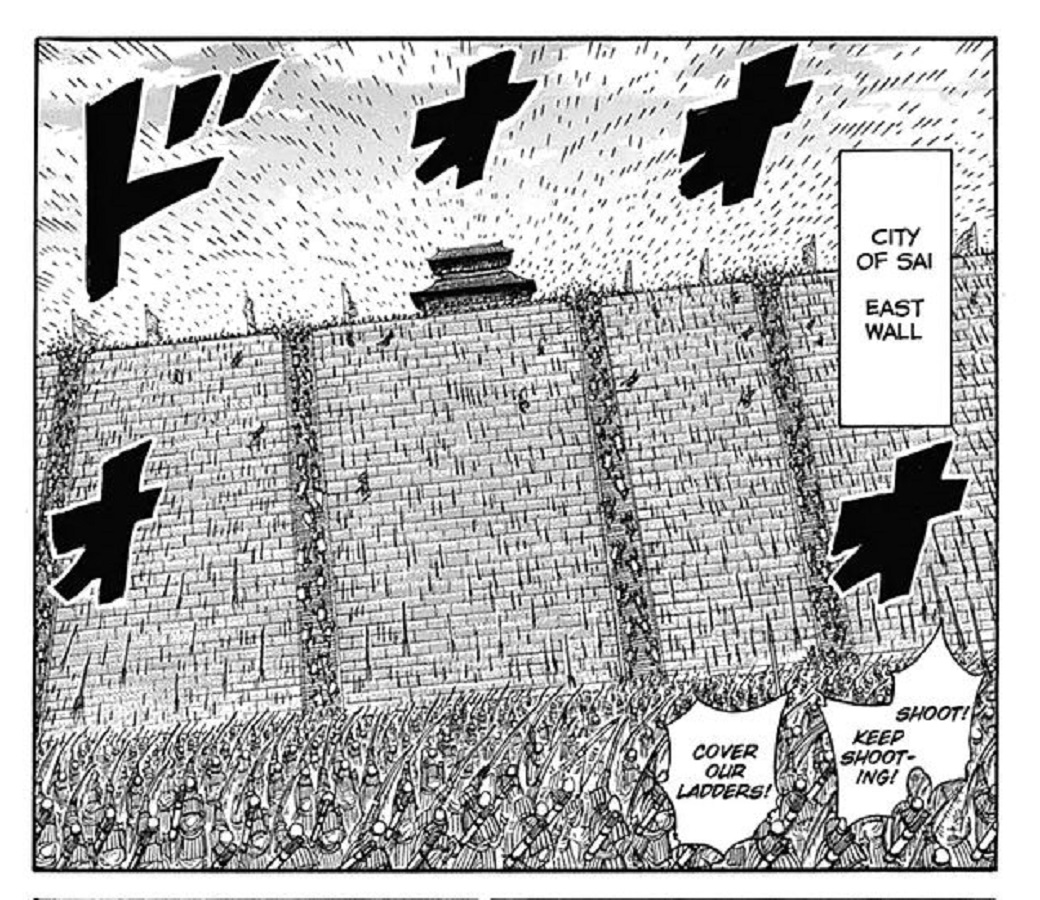 ドオオ
オオ
CITY
OF SAI
EAST
WALL
SHOOT!
KEEP
SHOOT-
ING!
COVER
OUR
LADDERS!